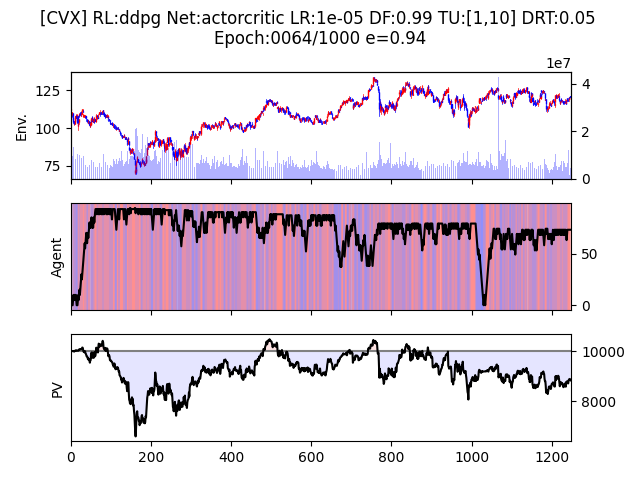 [CVX] RL:ddpg Net:actorcritic LR:1e-05 DF:0.99 TU:[1,10] DRT:0.05
Epoch:0064/1000 e=0.94
1e7
125
100
75
Env.
4
2
0
Agent
50
0
PV
10000
8000
0 200 400 600 800 1000 1200